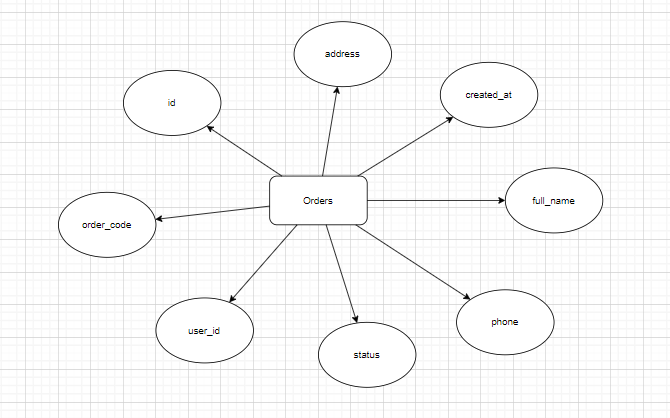 address
created_at
id
Orders
full_name
order_code
phone
user_id
status